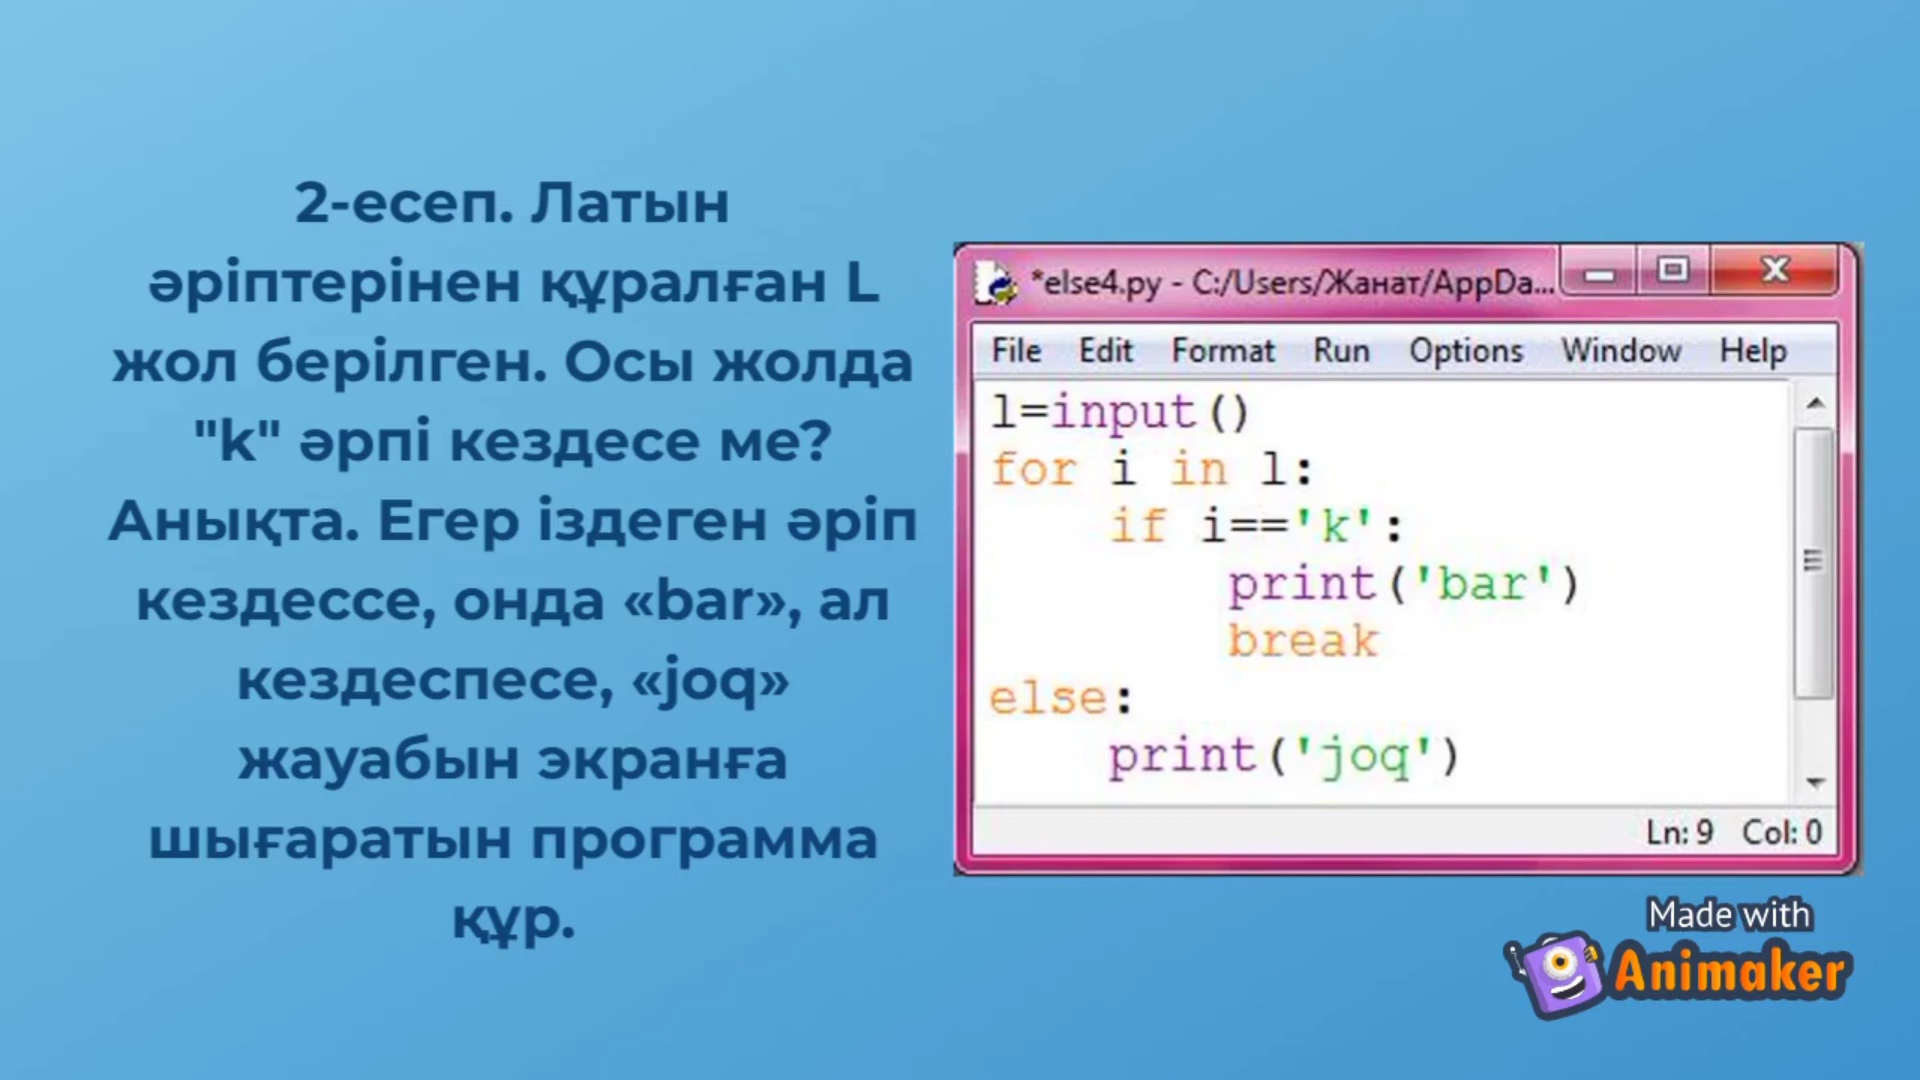 2-есеп. Латын
әріптерінен құралған L
жол берілген. Осы жолда
"k" әрпі кездесе ме?
Анықта. Егер іздеген әріп
кездессе, онда «bar», ал
кездеспесе, «joq»
жауабын экранға
шығаратын программа
құр.
*else4.py - C:/Users/Жанат/AppDa...
File Edit Format Run Options Window Help
l=input()
for i in l:
    if i=='k':
        print('bar')
        break
else:
    print('joq')
Ln: 9 Col: 0
Made with
Animaker